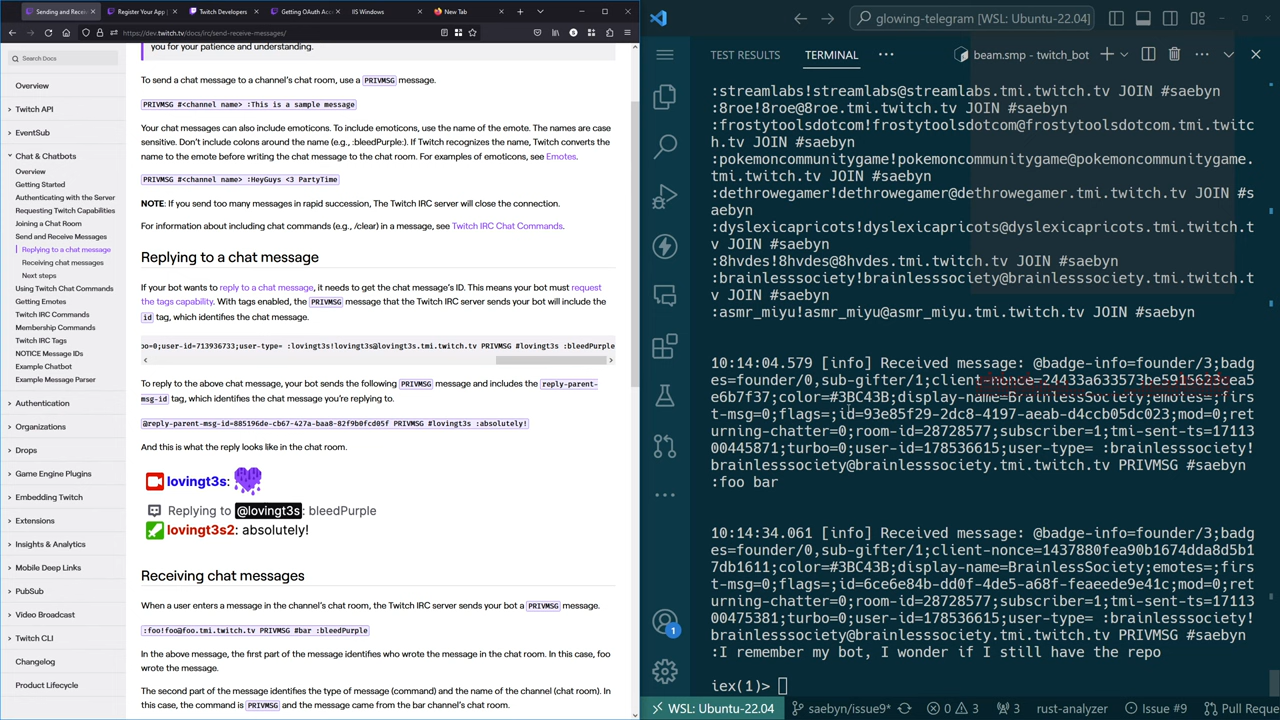 Sending and Receiv
Register Your App |
Twitch Developers
Getting OAuth Acces
IIS Windows
New Tab
https://dev.twitch.tv/docs/irc/send-receive-messages/
Search Docs
Overview
Twitch API
EventSub
Chat & Chatbots
Overview
Getting Started
Authenticating with the Server
Requesting Twitch Capabilities
Joining a Chat Room
Send and Receive Messages
Replying to a chat message
Receiving chat messages
Next steps
Using Twitch Chat Commands
Getting Emotes
Twitch IRC Commands
Membership Commands
Twitch IRC Tags
NOTICE Message IDs
Example Chatbot
Example Message Parser
Authentication
Organizations
Drops
Game Engine Plugins
Embedding Twitch
Extensions
Insights & Analytics
Mobile Deep Links
PubSub
Video Broadcast
Twitch CLI
Changelog
Product Lifecycle
you for your patience and understanding.
To send a chat message to a channel's chat room, use a PRIVMSG message.
PRIVMSG #<channel name> :This is a sample message
Your chat messages can also include emoticons. To include emoticons, use the name of the emote. The names are case
sensitive. Don't include colons around the name (e.g., :bleedPurple:). If Twitch recognizes the name, Twitch converts the
name to the emote before writing the chat message to the chat room. For examples of emoticons, see Emotes.
PRIVMSG #<channel name> :HeyGuys <3 PartyTime
NOTE: If you send too many messages in rapid succession, The Twitch IRC server will close the connection.
For information about including chat commands (e.g., /clear) in a message, see Twitch IRC Chat Commands.
Replying to a chat message
If your bot wants to reply to a chat message, it needs to get the chat message's ID. This means your bot must request
the tags capability. With tags enabled, the PRIVMSG message that the Twitch IRC server sends your bot will include the
id tag, which identifies the chat message.
oo=0;user-id=713936733;user-type= :lovingt3s!lovingt3s@lovingt3s.tmi.twitch.tv PRIVMSG #lovingt3s :bleedPurple
To reply to the above chat message, your bot sends the following PRIVMSG message and includes the reply-parent-
msg-id tag, which identifies the chat message you're replying to.
@reply-parent-msg-id=885196de-cb67-427a-baa8-82f9b0fcd05f PRIVMSG #lovingt3s :absolutely!
And this is what the reply looks like in the chat room.
lovingt3s:
Replying to @lovingt3s: bleedPurple
lovingt3s2: absolutely!
Receiving chat messages
When a user enters a message in the channel's chat room, the Twitch IRC server sends your bot a PRIVMSG message.
:foo!foo@foo.tmi.twitch.tv PRIVMSG #bar :bleedPurple
In the above message, the first part of the message identifies who wrote the message in the chat room. In this case, foo
wrote the message.
The second part of the message identifies the type of message (command) and the name of the channel (chat room). In
this case, the command is PRIVMSG and the message came from the bar channel's chat room.
glowing-telegram [WSL: Ubuntu-22.04]
TEST RESULTS
TERMINAL
beam.smp - twitch_bot
:streamlabs!streamlabs@streamlabs.tmi.twitch.tv JOIN #saebyn
:8roe!8roe@8roe.tmi.twitch.tv JOIN #saebyn
:frostytoolsdotcom!frostytoolsdotcom@frostytoolsdotcom.tmi.twitc
h.tv JOIN #saebyn
:pokemoncommunitygame!pokemoncommunitygame@pokemoncommunitygame.
tmi.twitch.tv JOIN #saebyn
:dethrowegamer!dethrowegamer@dethrowegamer.tmi.twitch.tv JOIN #s
aebyn
:dyslexicapricots!dyslexicapricots@dyslexicapricots.tmi.twitch.t
v JOIN #saebyn
:8hvdes!8hvdes@8hvdes.tmi.twitch.tv JOIN #saebyn
:brainlesssociety!brainlesssociety@brainlesssociety.tmi.twitch.t
v JOIN #saebyn
:asmr_miyu!asmr_miyu@asmr_miyu.tmi.twitch.tv JOIN #saebyn
10:14:04.579 [info] Received message: @badge-info=founder/3;badg
es=founder/0,sub-gifter/1;client-nonce=
e6b7f37;color=#3BC43B;display-name=BrainlessSociety;emotes=;firs
t-msg=0;flags=;id=93e85f29-2dce-4197-aeae-d4ccb05dc023;mod=0;ret
urning-chatter=0;room-id=28728577;subscriber=1;tmi-sent-ts=17113
00445871;turbo=0;user-id=178536615;user-type= :brainlesssociety!
brainlesssociety@brainlesssociety.tmi.twitch.tv PRIVMSG #saebyn
:foo bar
10:14:34.061 [info] Received message: @badge-info=founder/3;badg
es=founder/0,sub-gifter/1;client-nonce=1437880fea90b1674dda8d5b1
7db1611;color=#3BC43B;display-name=BrainlessSociety;emotes=;firs
t-msg=0;flags=;id=6ce6e84b-dd0f-4de5-a68f-feaeede9e41c;mod=0;ret
urning-chatter=0;room-id=28728577;subscriber=1;tmi-sent-ts=17113
00475381;turbo=0;user-id=178536615;user-type= :brainlesssociety!
brainlesssociety@brainlesssociety.tmi.twitch.tv PRIVMSG #saebyn
:I remember my bot, I wonder if I still have the repo
iex(1)>
1
WSL: Ubuntu-22.04
saebyn/issue9*
0
3
3
rust-analyzer
Issue #9
Pull Reque